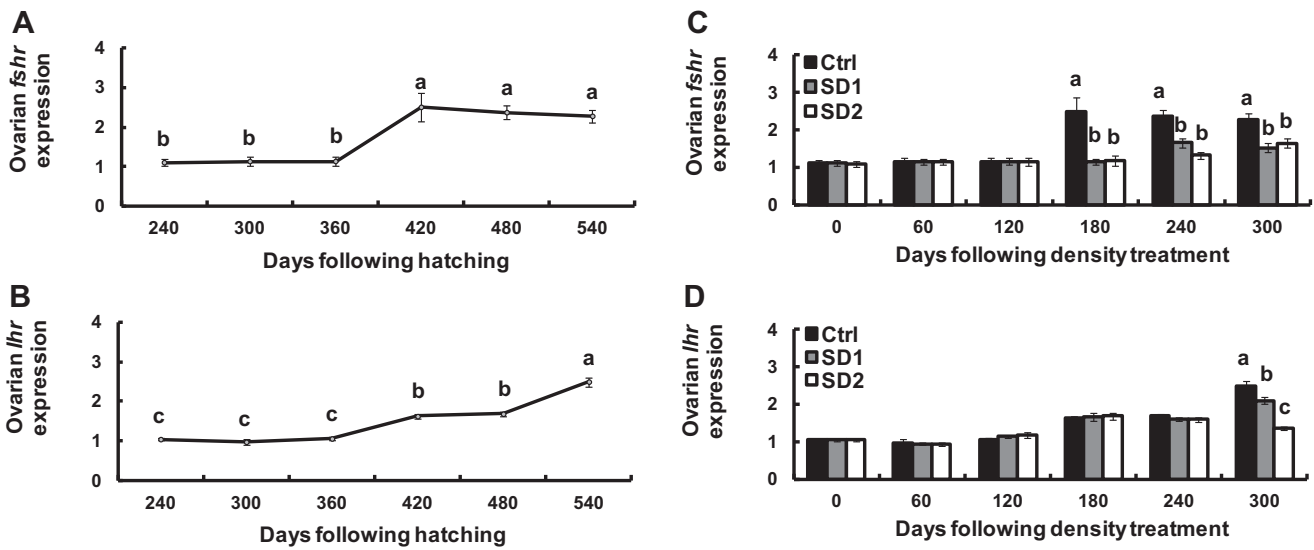 A
Ovarian fshr
expression
4
3
2
1
0
b
b
b
a
a
a
240 300 360 420 480 540
Days following hatching
B
Ovarian lhr
expression
4
3
2
1
0
c
c
c
b
b
a
240 300 360 420 480 540
Days following hatching
C
Ovarian fshr
expression
4
3
2
1
0
Ctrl
SD1
SD2
a
b b
a
b b
a
b b
0 60 120 180 240 300
Days following density treatment
D
Ovarian lhr
expression
4
3
2
1
0
Ctrl
SD1
SD2
a
b
c
0 60 120 180 240 300
Days following density treatment